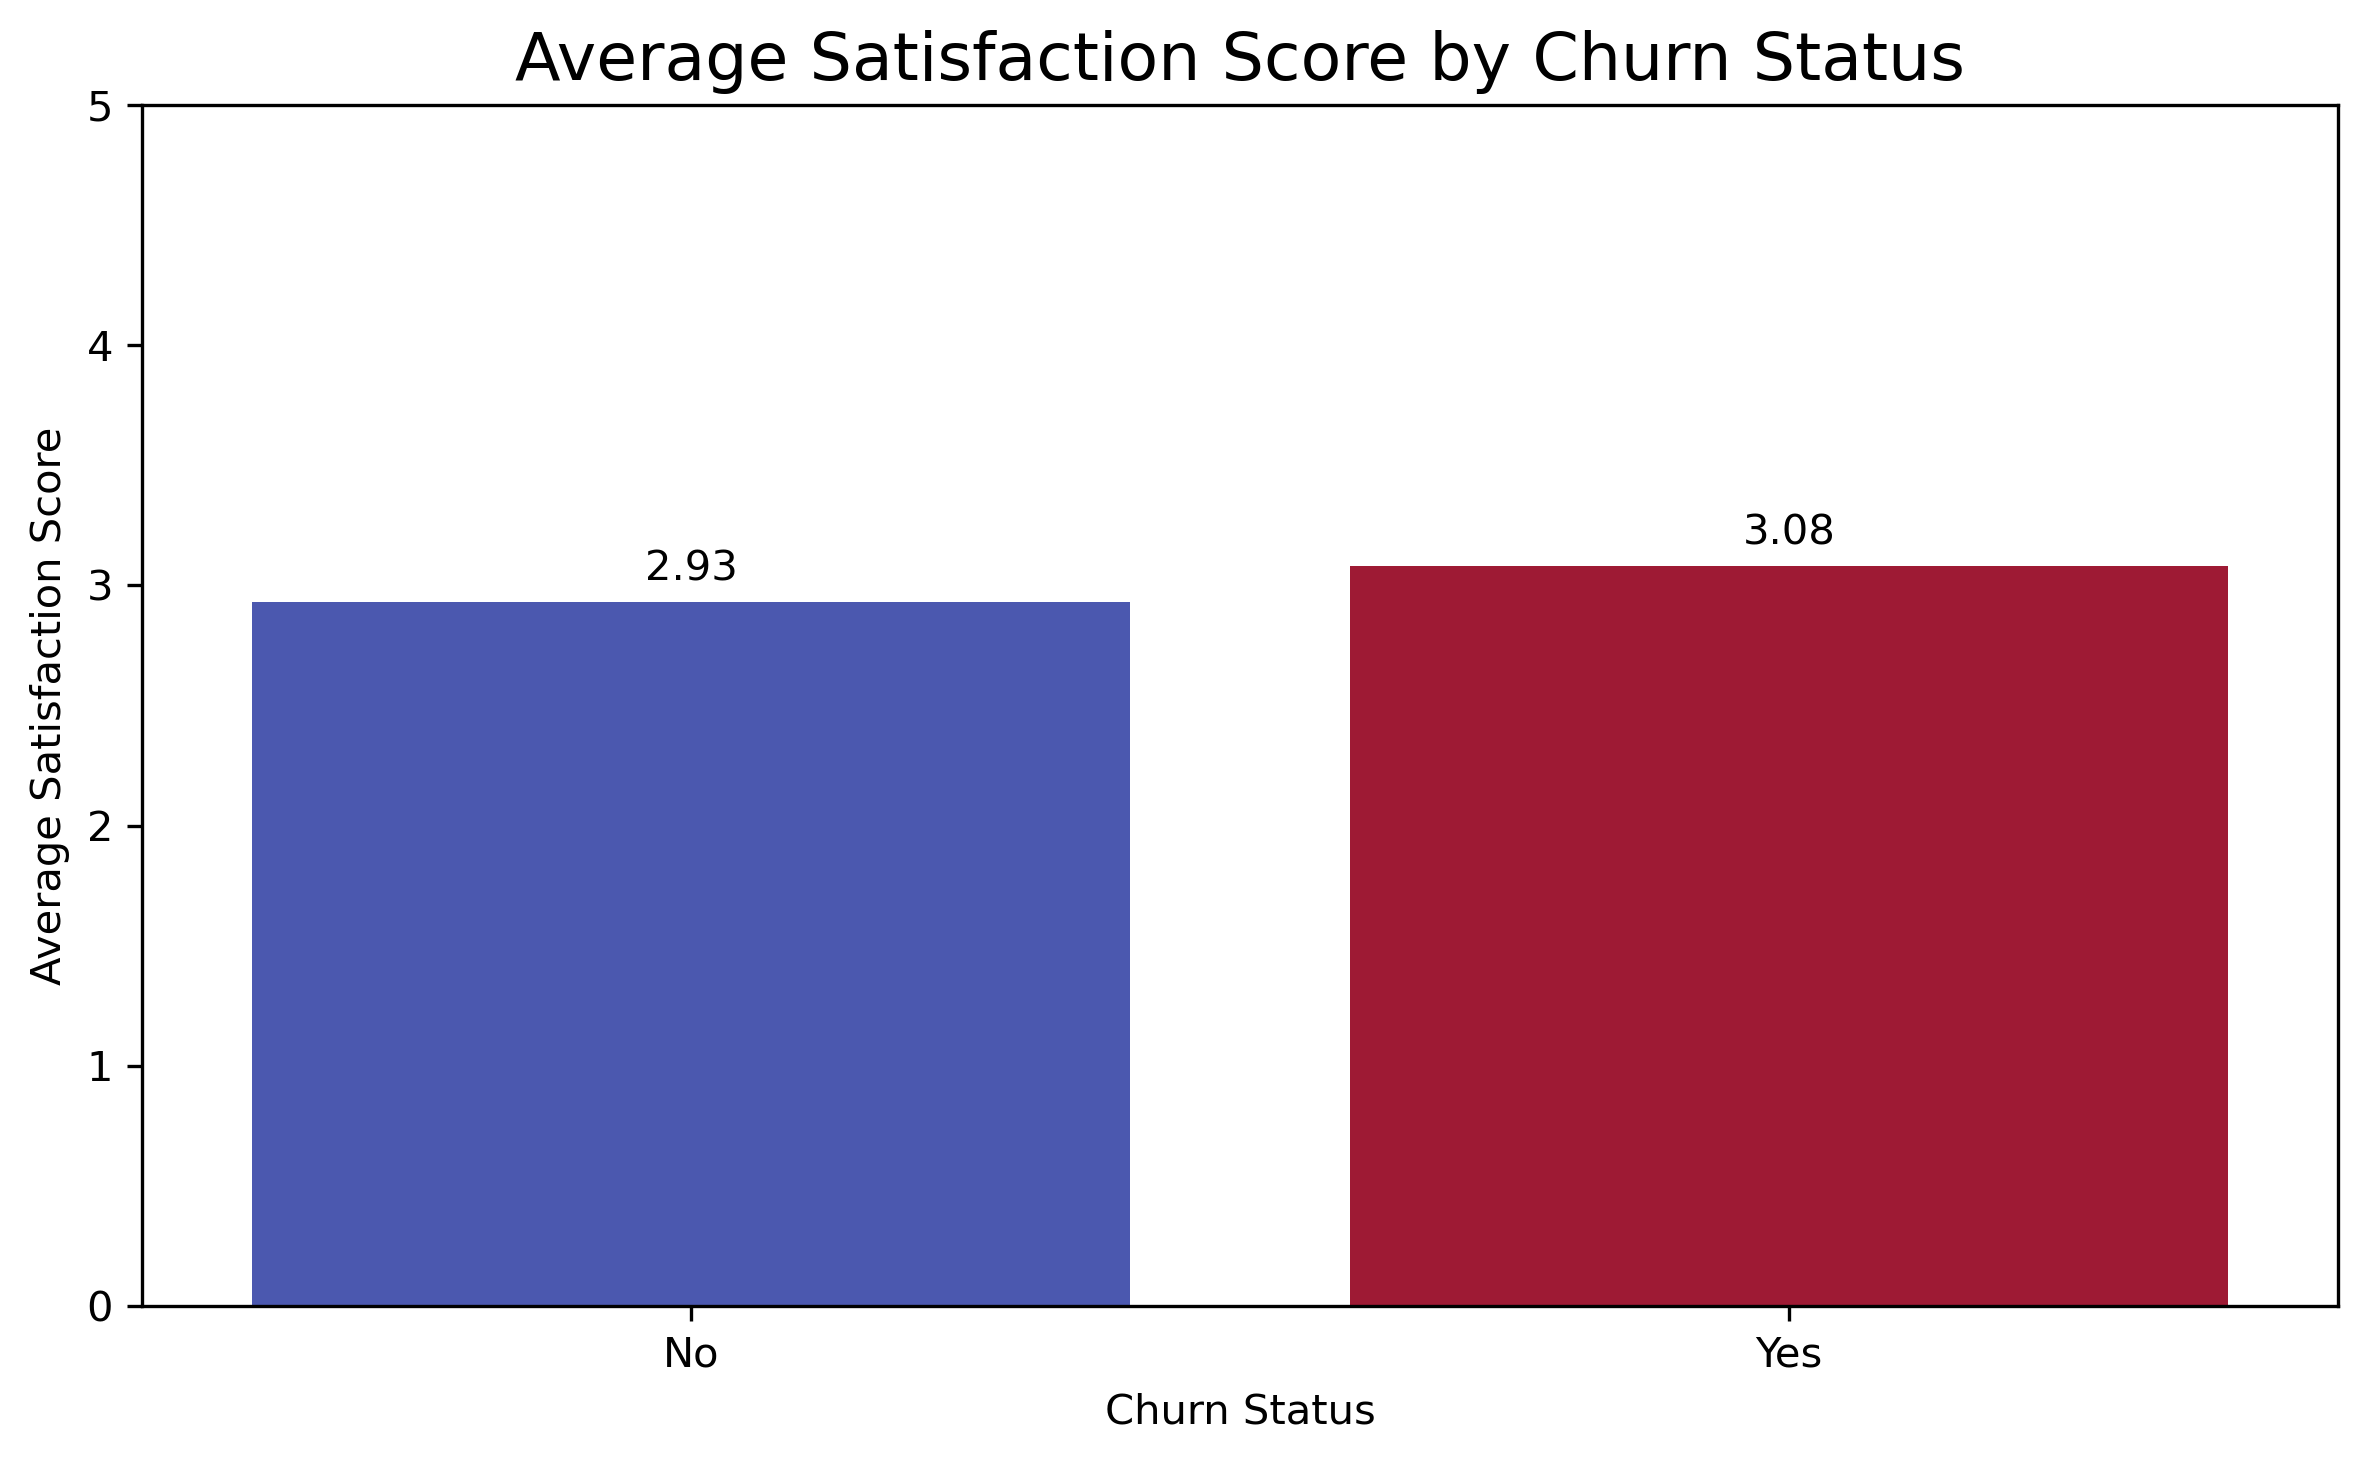 Average Satisfaction Score by Churn Status
5
4
3
2
1
0
Average Satisfaction Score
2.93
3.08
No
Yes
Churn Status